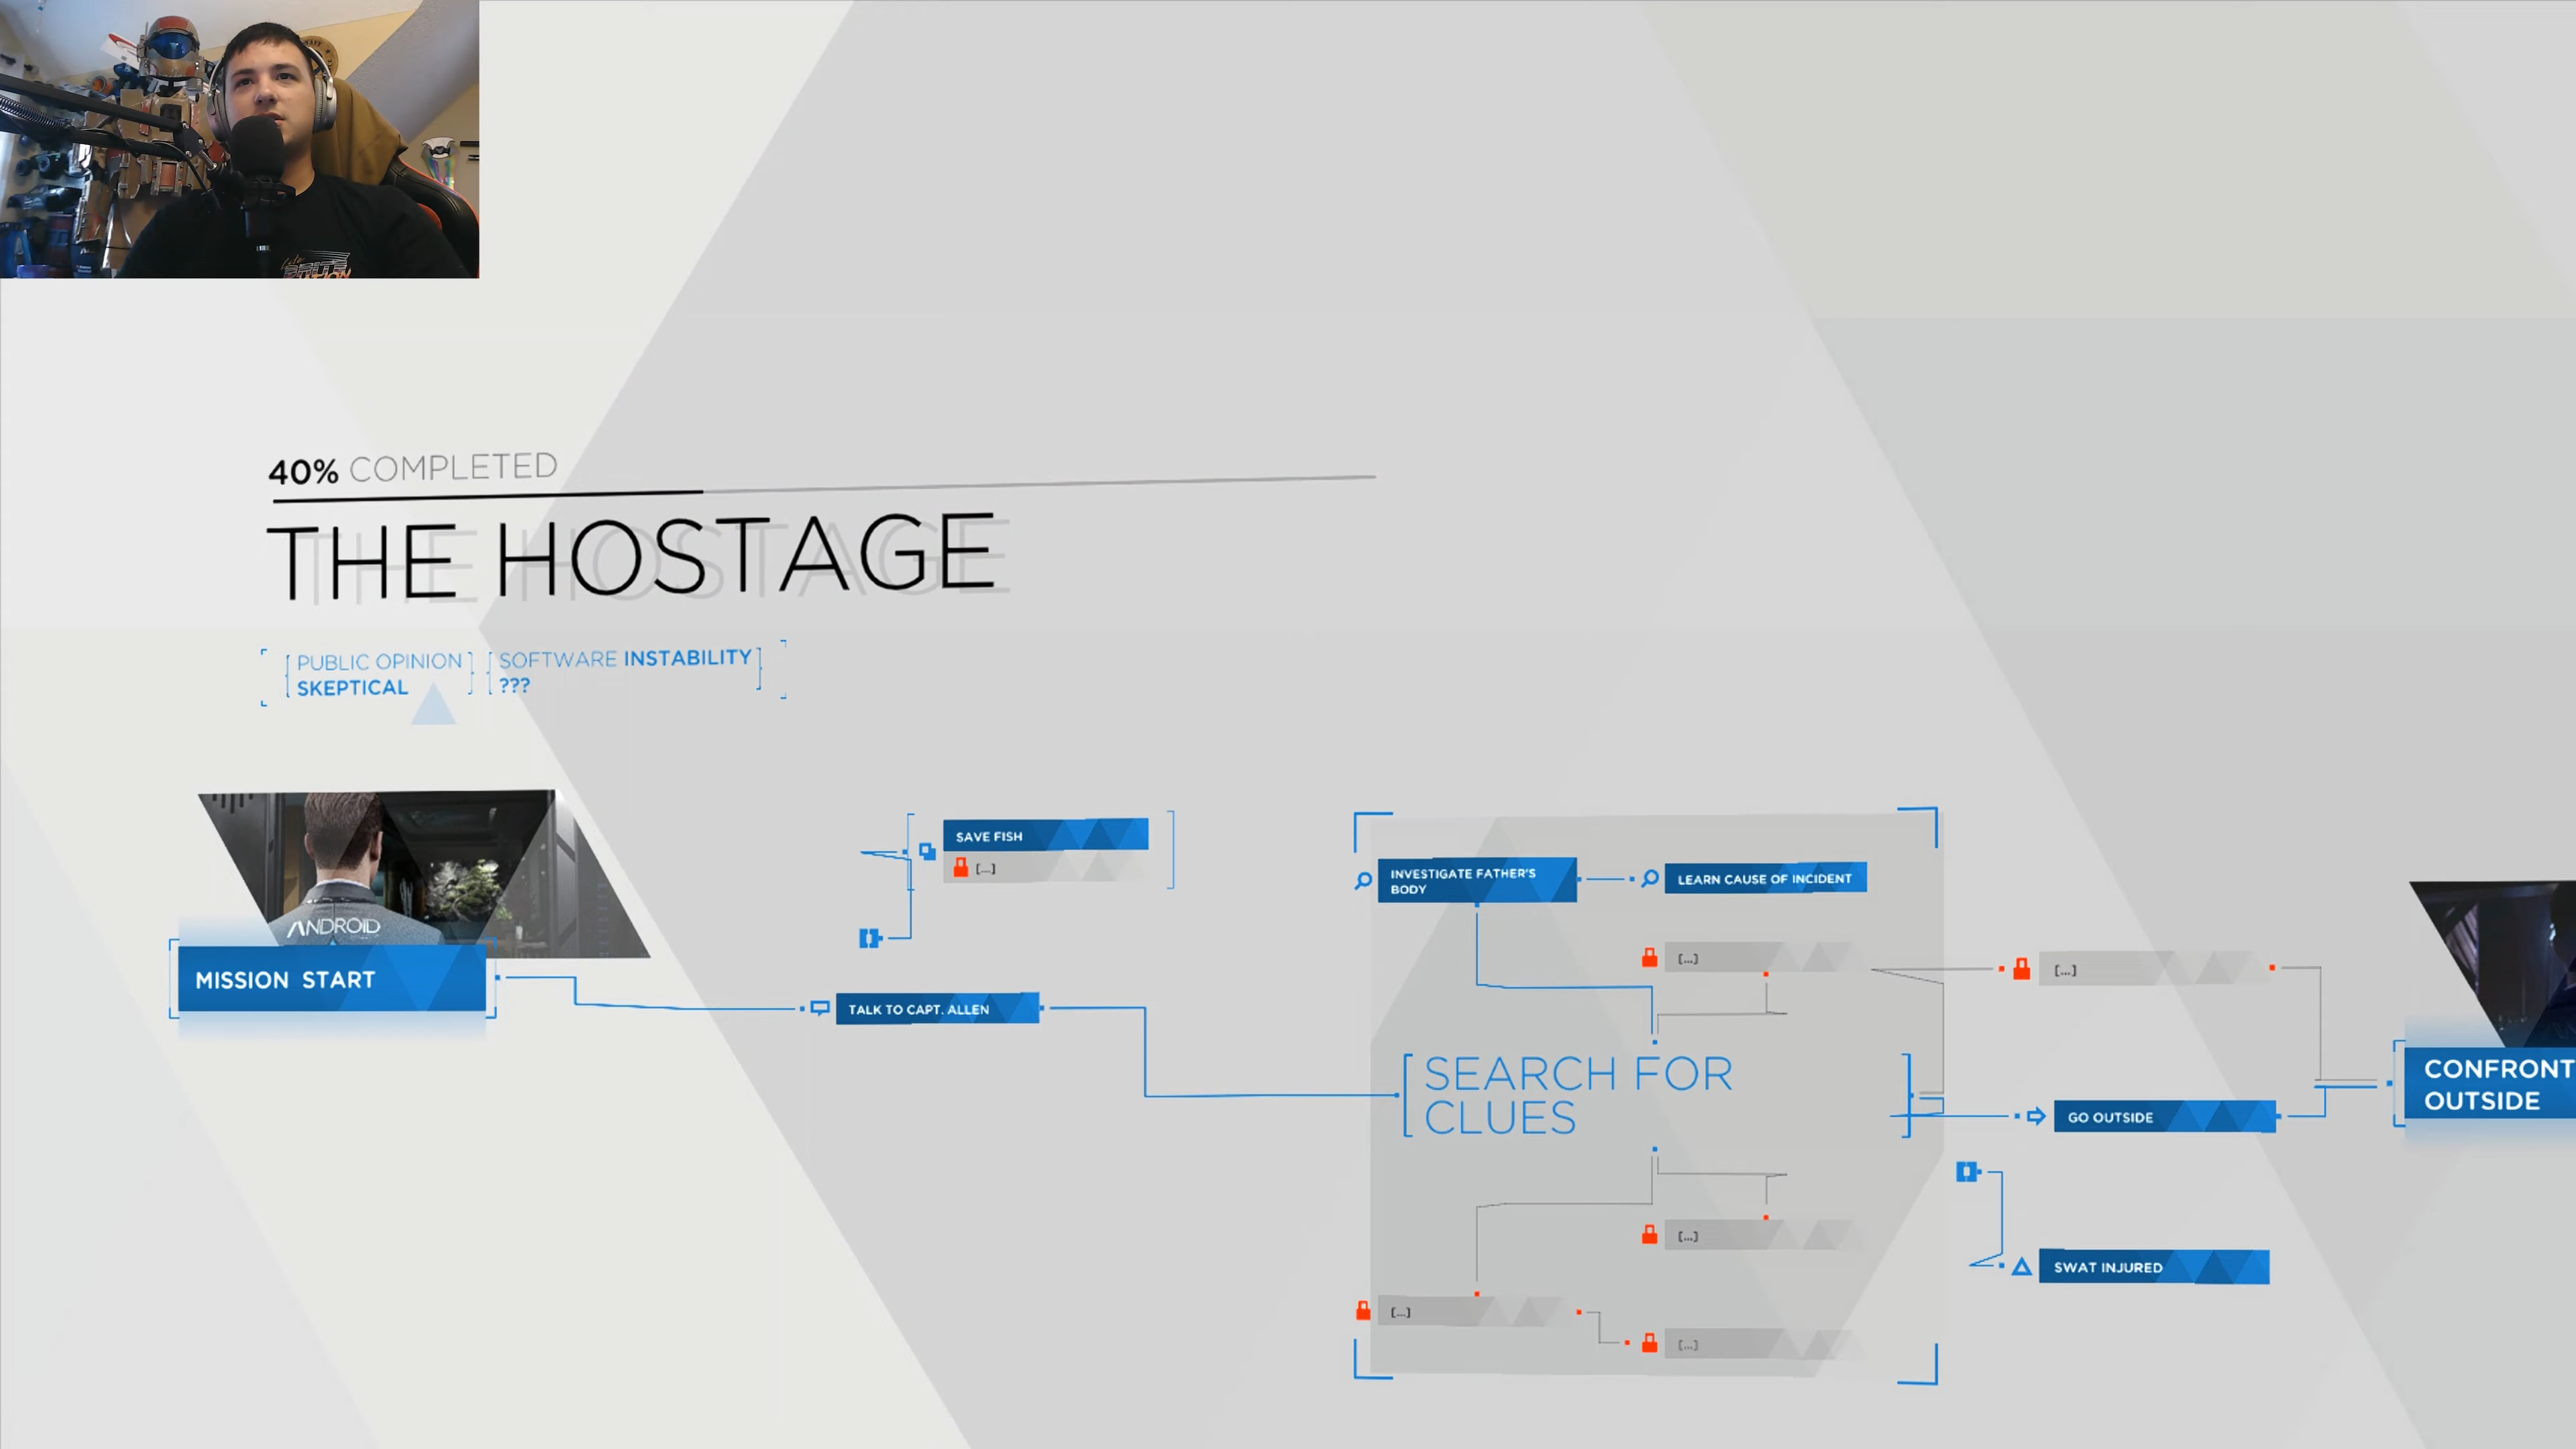 40% COMPLETED
THE HOSTAGE
PUBLIC OPINION
SKEPTICAL
SOFTWARE INSTABILITY
???
ANDROID
MISSION START
SAVE FISH
[...]
TALK TO CAPT. ALLEN
INVESTIGATE FATHER'S
BODY
LEARN CAUSE OF INCIDENT
[...]
SEARCH FOR
CLUES
[...]
[...]
[...]
[...]
GO OUTSIDE
SWAT INJURED
CONFRONT
OUTSIDE